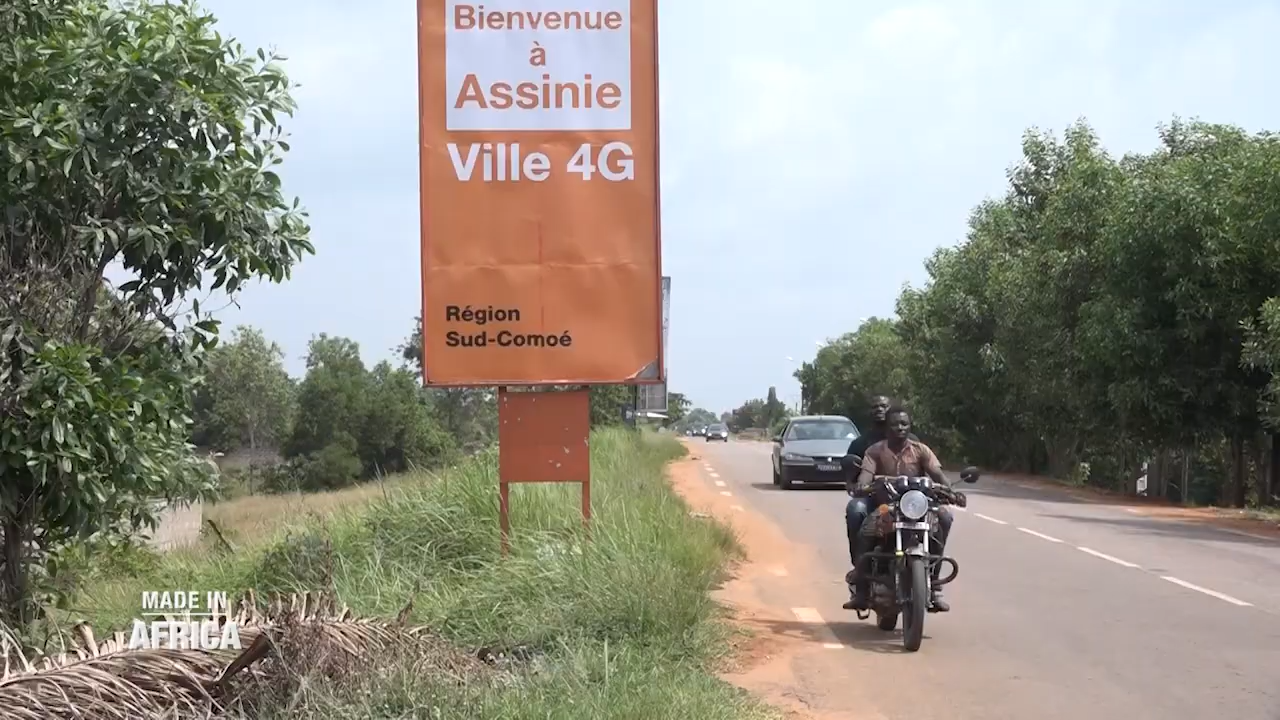 Bienvenue
à
Assinie
Ville 4G
Région
Sud-Comoé
MADE IN
AFRICA